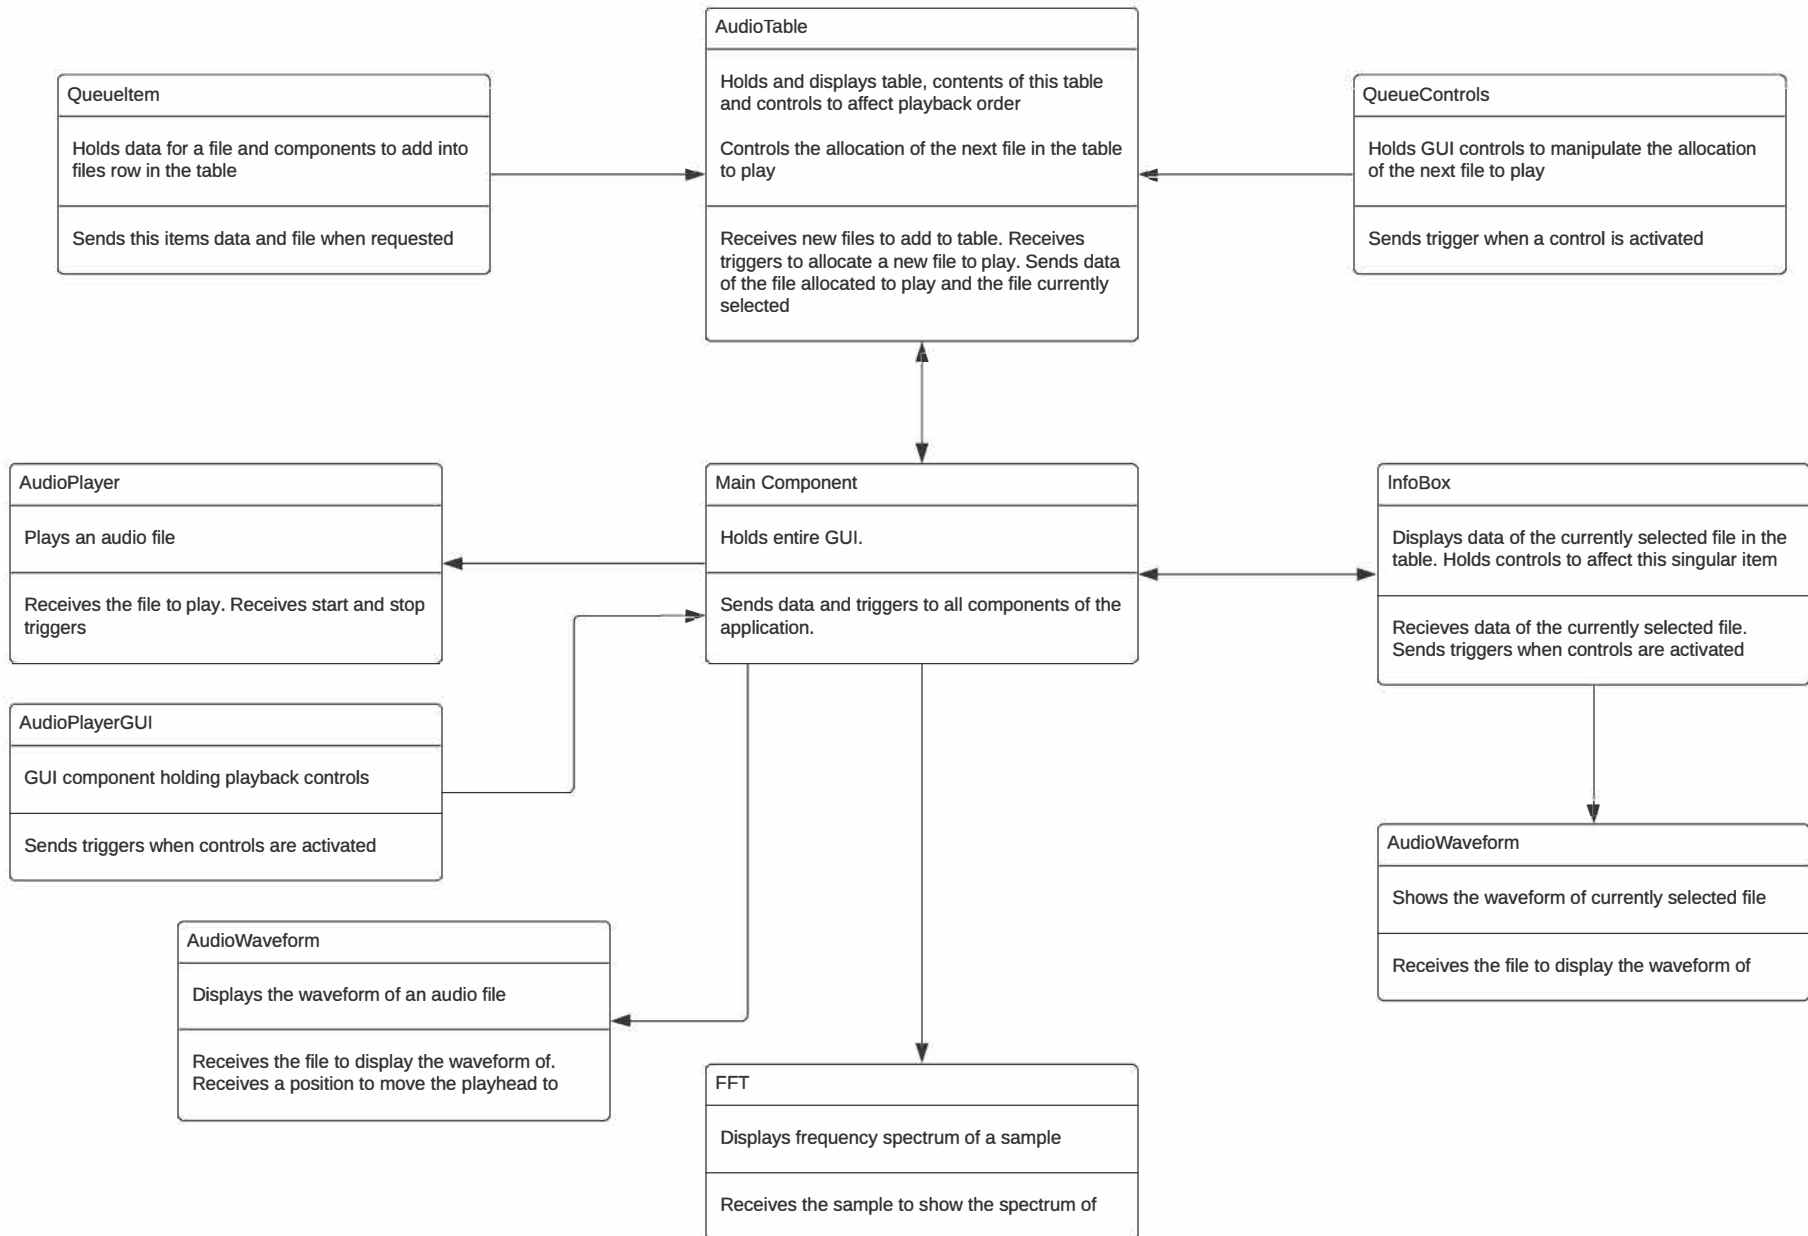 AudioTable
Holds and displays table, contents of this table
and controls to affect playback order
Controls the allocation of the next file in the table
to play
Receives new files to add to table. Receives
triggers to allocate a new file to play. Sends data
of the file allocated to play and the file currently
selected
QueueItem
Holds data for a file and components to add into
files row in the table
Sends this items data and file when requested
QueueControls
Holds GUI controls to manipulate the allocation
of the next file to play
Sends trigger when a control is activated
AudioPlayer
Plays an audio file
Receives the file to play. Receives start and stop
triggers
Main Component
Holds entire GUI.
Sends data and triggers to all components of the
application.
InfoBox
Displays data of the currently selected file in the
table. Holds controls to affect this singular item
Recieves data of the currently selected file.
Sends triggers when controls are activated
AudioPlayerGUI
GUI component holding playback controls
Sends triggers when controls are activated
AudioWaveform
Shows the waveform of currently selected file
Receives the file to display the waveform of
AudioWaveform
Displays the waveform of an audio file
Receives the file to display the waveform of.
Receives a position to move the playhead to
FFT
Displays frequency spectrum of a sample
Receives the sample to show the spectrum of